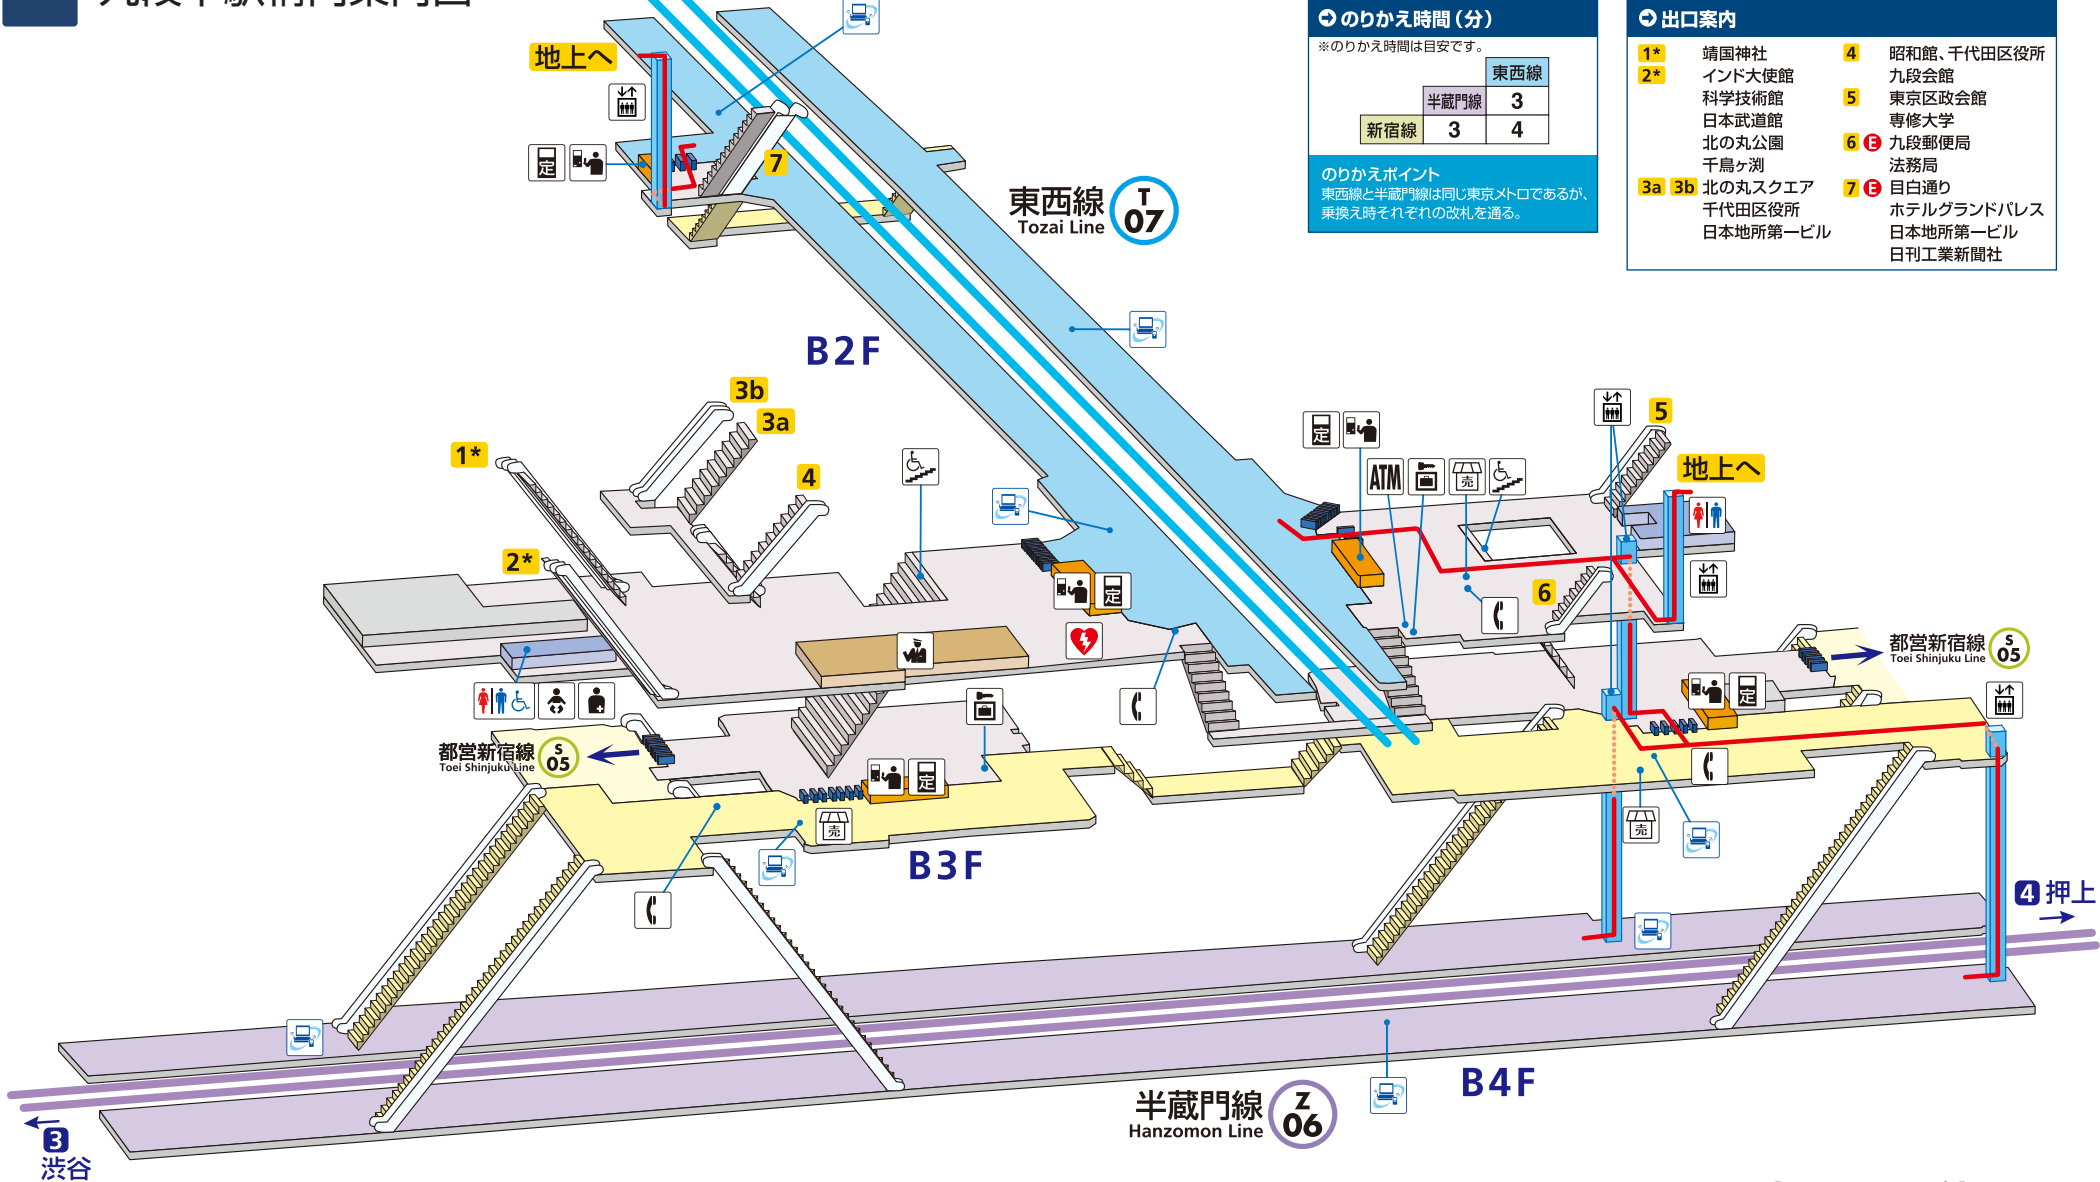 地上へ
7
定
東西線
Tozai Line
T
07
のりかえ時間（分）
※のりかえ時間は目安です。
東西線
半蔵門線 3
新宿線 3 4
のりかえポイント
東西線と半蔵門線は同じ東京メトロであるが、
乗換え時それぞれの改札を通る。
出口案内
1* 靖国神社
2* インド大使館
科学技術館
日本武道館
北の丸公園
千鳥ヶ渕
3a 3b 北の丸スクエア
千代田区役所
日本地所第一ビル
4 昭和館、千代田区役所
九段会館
5 東京区政会館
専修大学
6 E 九段郵便局
法務局
7 E 目白通り
ホテルグランドパレス
日本地所第一ビル
日刊工業新聞社
B2F
3b
3a
1*
4
2*
定
ATM
売
5
地上へ
6
定
都営新宿線
Toei Shinjuku Line
S
05
定
都営新宿線
Toei Shinjuku Line
S
05
定
売
売
B3F
4 押上
B4F
半蔵門線
Hanzomon Line
Z
06
3
渋谷